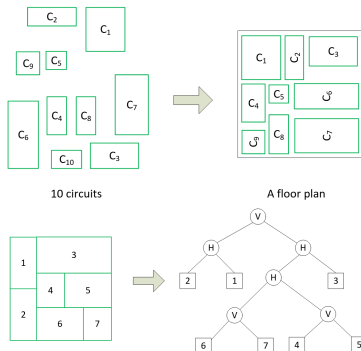 C2
C1
C9
C5
C6
C4
C8
C7
C10
C3
10 circuits
C1
C2
C3
C4
C5
C6
C9
C8
C7
A floor plan
1
3
2
4
5
6
7
V
H
H
2
1
H
3
V
V
6
7
4
5